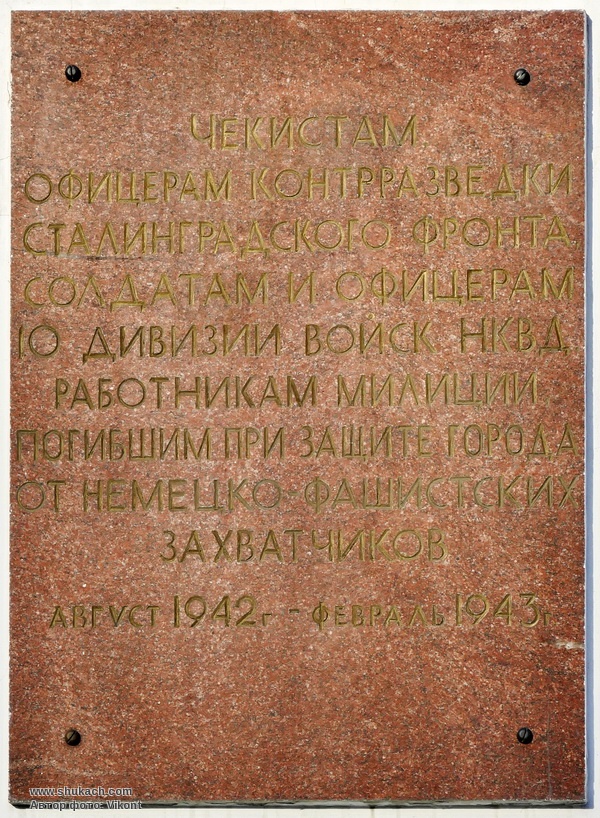 ЧЕКИСТАМ
ОФИЦЕРАМ КОНТРРАЗВЕДКИ
СТАЛИНГРАДСКОГО ФРОНТА,
СОЛДАТАМ И ОФИЦЕРАМ
10 ДИВИЗИИ ВОЙСК НКВД,
РАБОТНИКАМ МИЛИЦИИ,
ПОГИБШИМ ПРИ ЗАЩИТЕ ГОРОДА
ОТ НЕМЕЦКО-ФАШИСТСКИХ
ЗАХВАТЧИКОВ
АВГУСТ 1942г - ФЕВРАЛЬ 1943г
www.shukach.com
Автор фото: Vikont